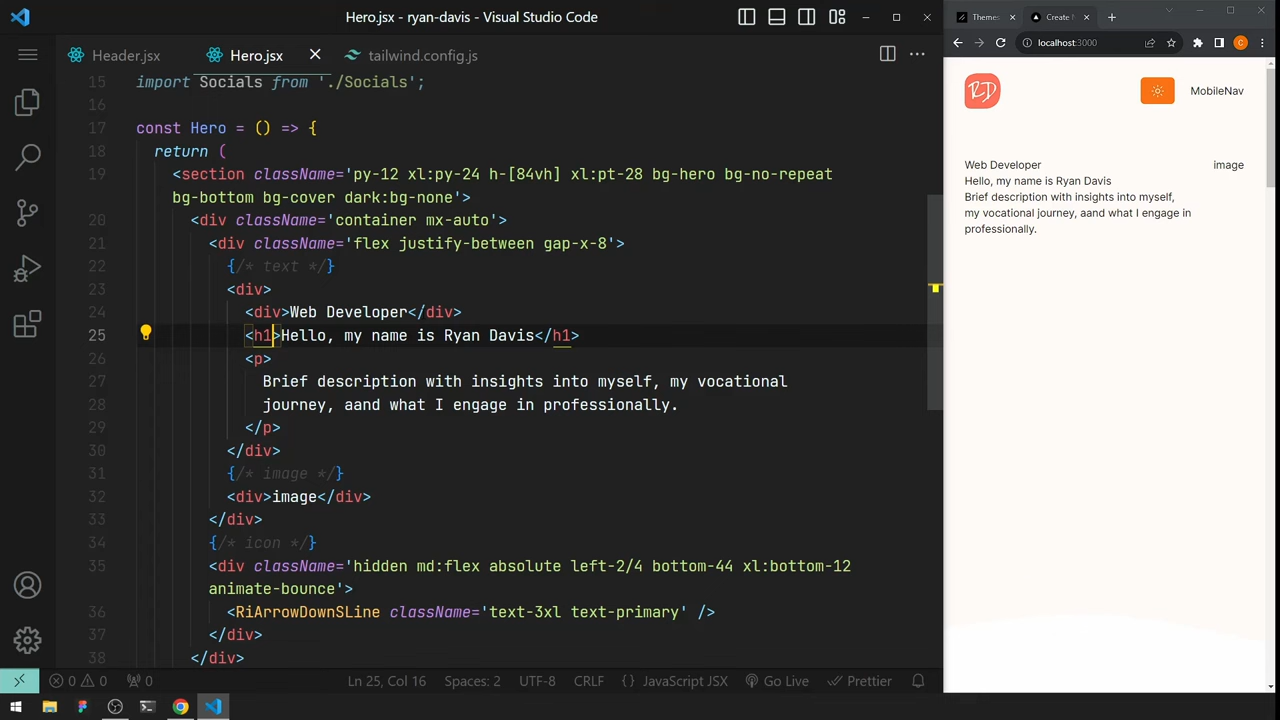 Hero.jsx - ryan-davis - Visual Studio Code
Themes
Create
Header.jsx
Hero.jsx
tailwind.config.js
localhost:3000
C
15 import Socials from './Socials';
16
17 const Hero = () => {
18 return (
19 <section className='py-12 xl:py-24 h-[84vh] xl:pt-28 bg-hero bg-no-repeat
bg-bottom bg-cover dark:bg-none'>
20 <div className='container mx-auto'>
21 <div className='flex justify-between gap-x-8'>
22 {/* text */}
23 <div>
24 <div>Web Developer</div>
25 <h1>Hello, my name is Ryan Davis</h1>
26 <p>
27 Brief description with insights into myself, my vocational
28 journey, aand what I engage in professionally.
29 </p>
30 </div>
31 {/* image */}
32 <div>image</div>
33 </div>
34 {/* icon */}
35 <div className='hidden md:flex absolute left-2/4 bottom-44 xl:bottom-12
animate-bounce'>
36 <RiArrowDownSLine className='text-3xl text-primary' />
37 </div>
38 </div>
RD
MobileNav
Web Developer
image
Hello, my name is Ryan Davis
Brief description with insights into myself,
my vocational journey, aand what I engage in
professionally.
0 0 0
Ln 25, Col 16
Spaces: 2
UTF-8
CRLF
{} JavaScript JSX
Go Live
Prettier